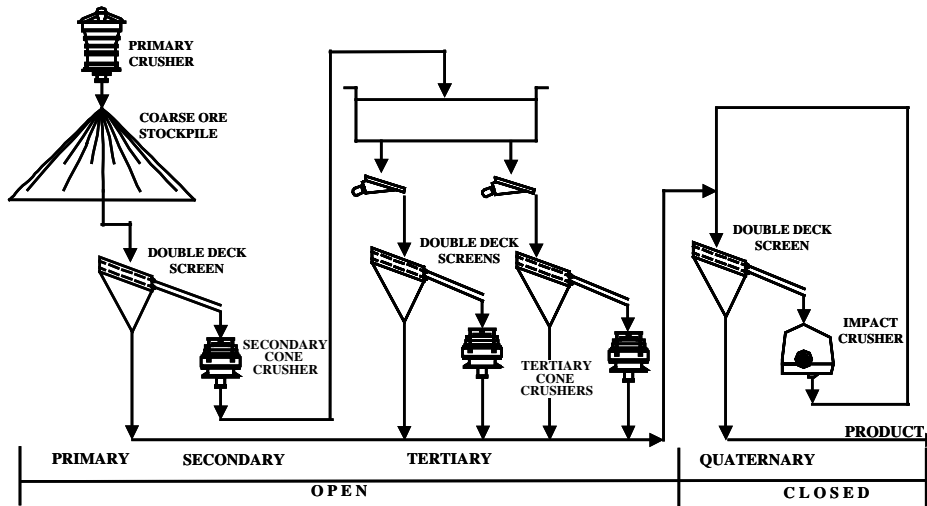 PRIMARY
CRUSHER
COARSE ORE
STOCKPILE
DOUBLE DECK
SCREEN
SECONDARY
CONE
CRUSHER
DOUBLE DECK
SCREENS
TERTIARY
CONE
CRUSHERS
DOUBLE DECK
SCREEN
IMPACT
CRUSHER
PRODUCT
PRIMARY SECONDARY TERTIARY QUATERNARY
OPEN CLOSED